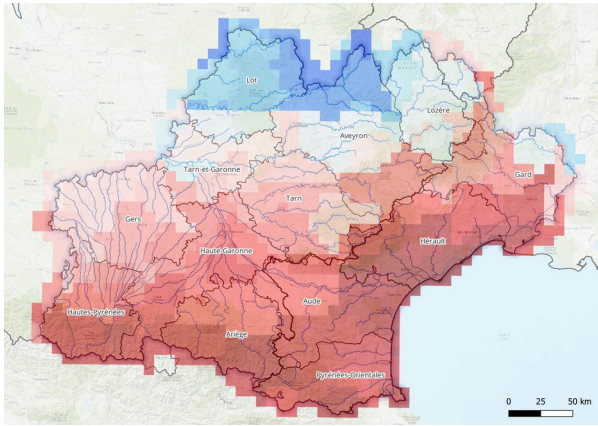 Lot
Lozère
Aveyron
Tarn-et-Garonne
Gard
Tarn
Gers
Hérault
Haute-Garonne
Aude
Hautes-Pyrénées
Ariège
Pyrénées-Orientales
0 25 50 km